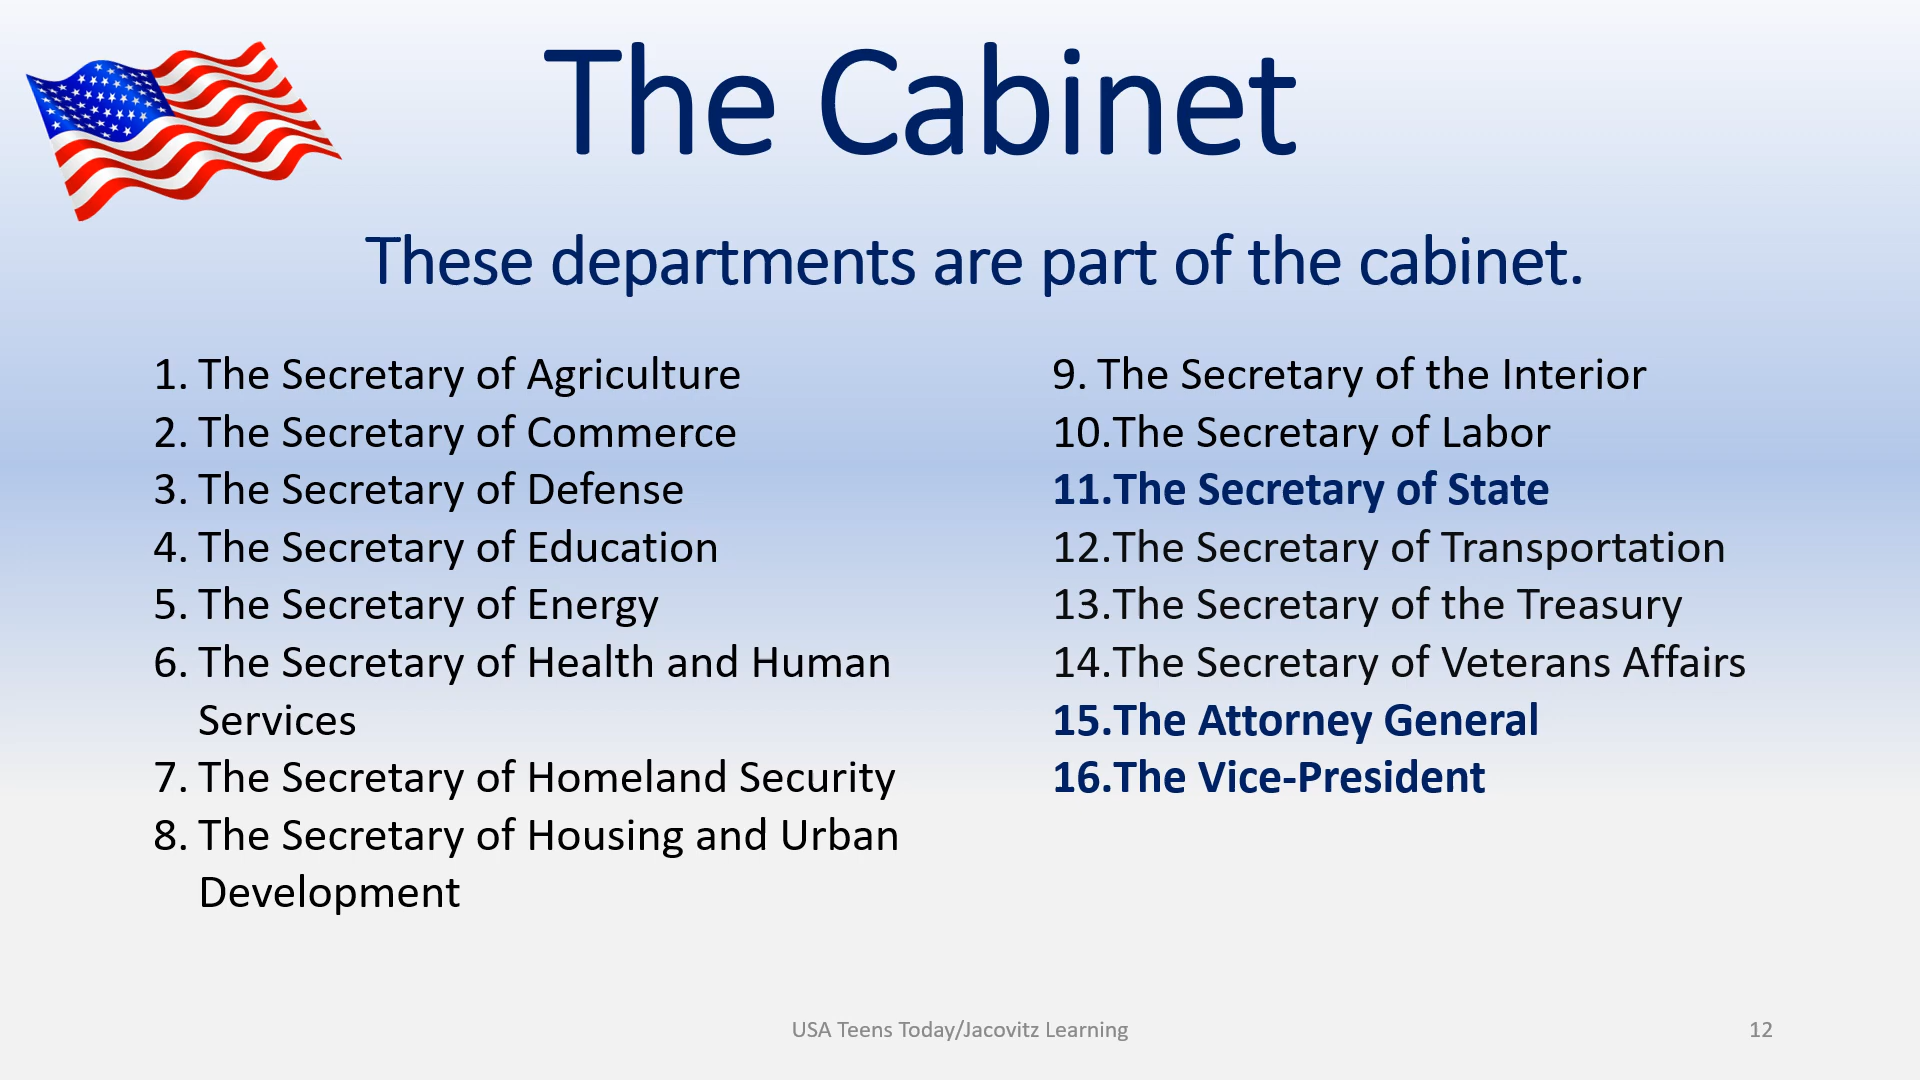 The Cabinet
These departments are part of the cabinet.
1. The Secretary of Agriculture
2. The Secretary of Commerce
3. The Secretary of Defense
4. The Secretary of Education
5. The Secretary of Energy
6. The Secretary of Health and Human
Services
7. The Secretary of Homeland Security
8. The Secretary of Housing and Urban
Development
9. The Secretary of the Interior
10.The Secretary of Labor
11.The Secretary of State
12.The Secretary of Transportation
13.The Secretary of the Treasury
14.The Secretary of Veterans Affairs
15.The Attorney General
16.The Vice-President
USA Teens Today/Jacovitz Learning
12